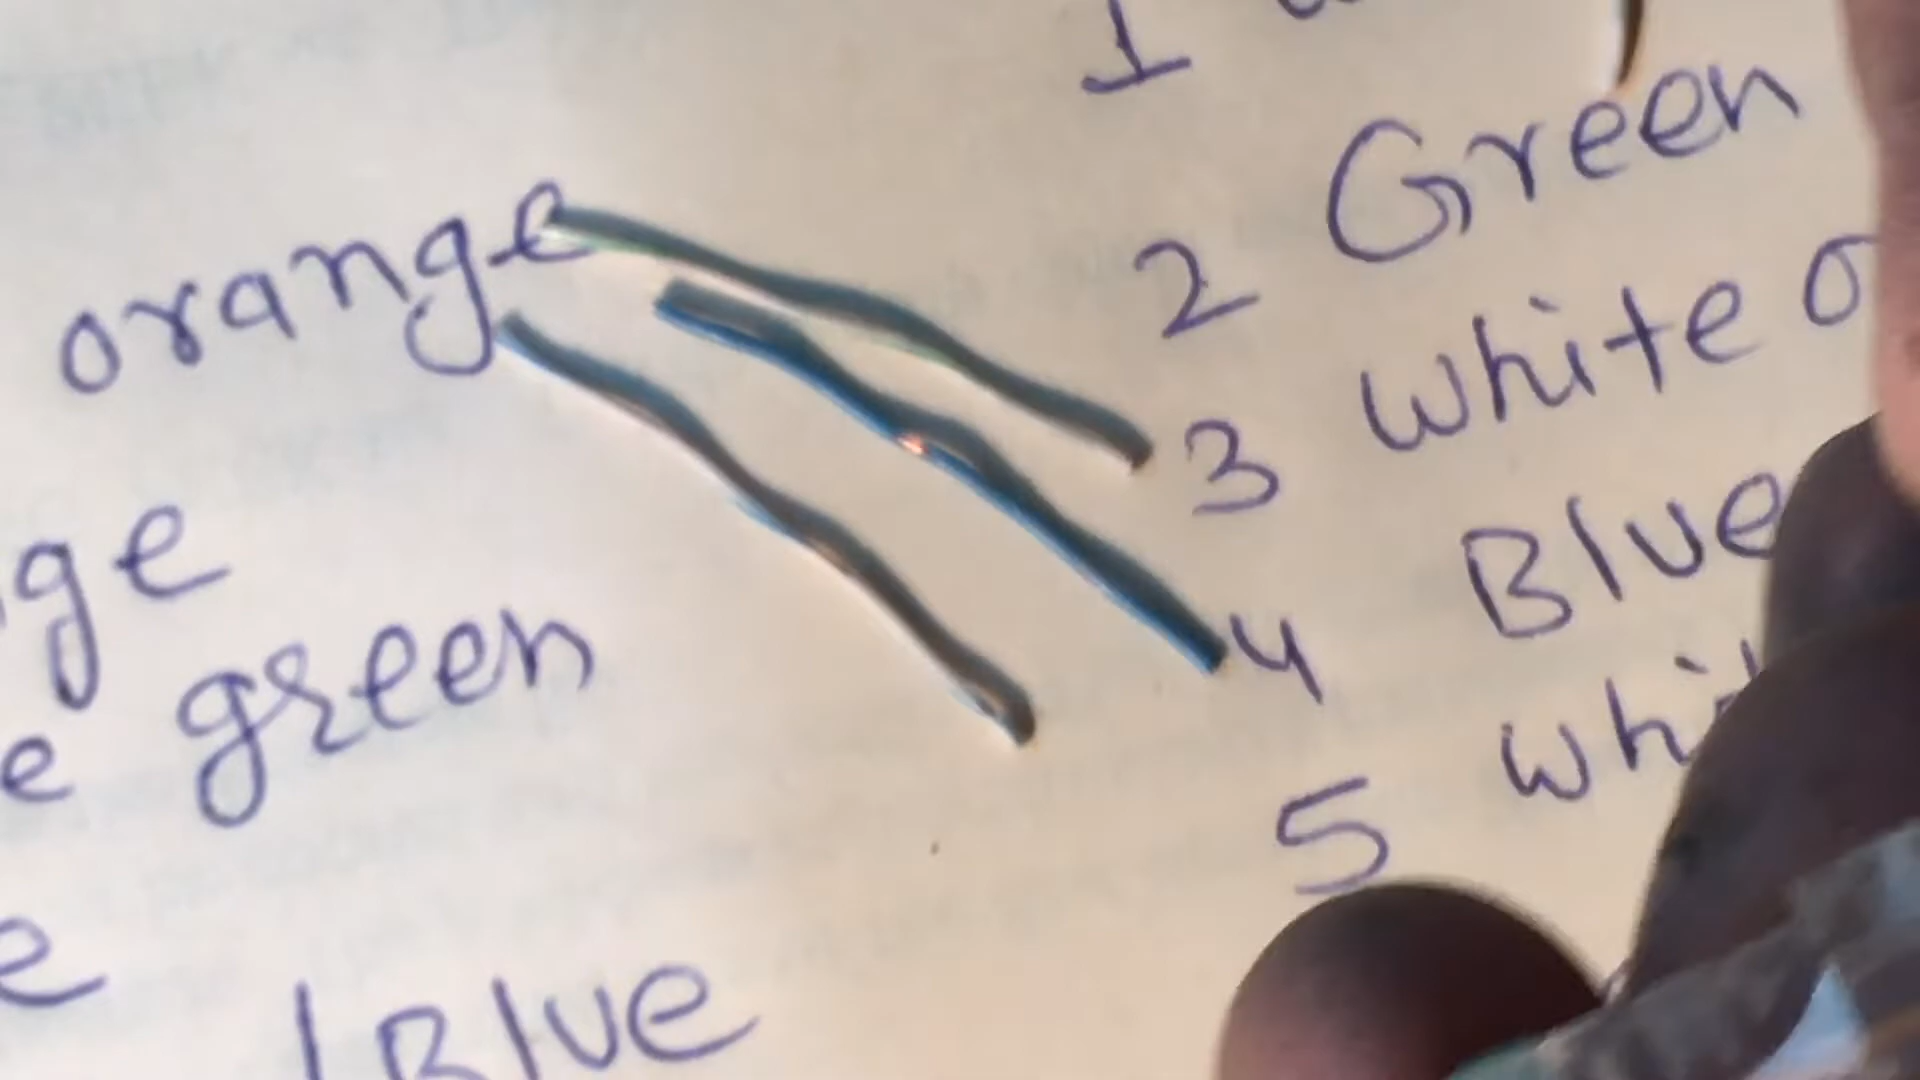 orange
ge
e green
e
Blue
1
2 Green
3 white o
4 Blue
5 whi